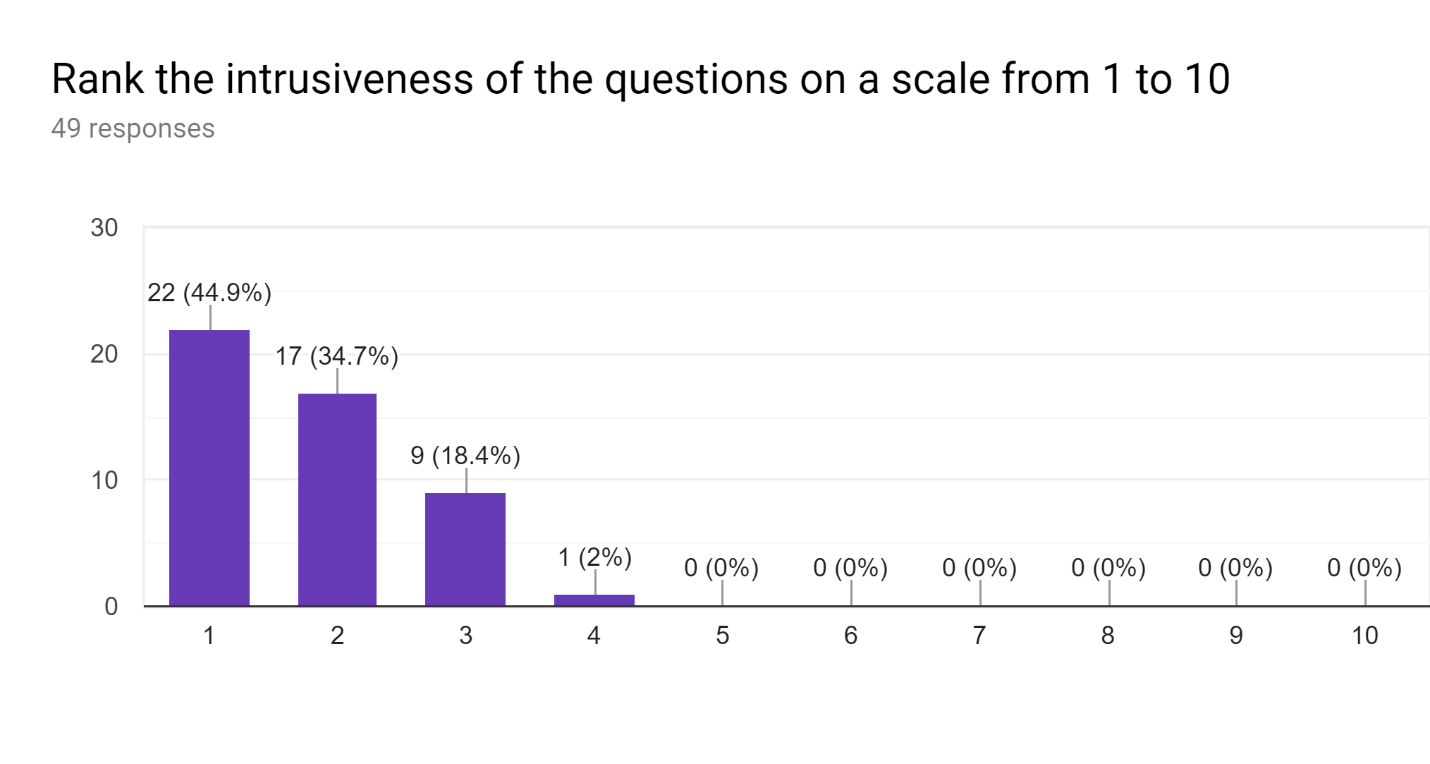 Rank the intrusiveness of the questions on a scale from 1 to 10
49 responses
30
22 (44.9%)
20
17 (34.7%)
9 (18.4%)
10
1 (2%)
0 (0%) 0 (0%) 0 (0%) 0 (0%) 0 (0%) 0 (0%)
0
1 2 3 4 5 6 7 8 9 10